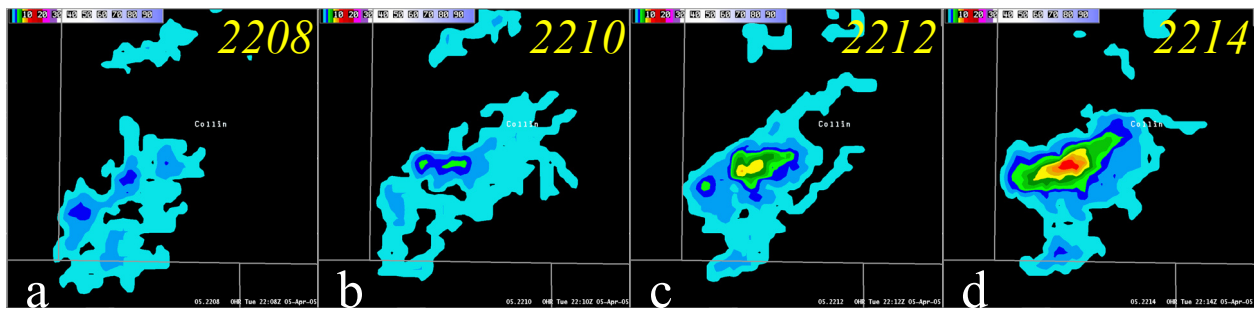 10 20 30 40 50 60 70 80 90
2208
Collin
05.2208 0HR Tue 22:08Z 05-Apr-05
a
10 20 30 40 50 60 70 80 90
2210
Collin
05.2210 0HR Tue 22:10Z 05-Apr-05
b
10 20 30 40 50 60 70 80 90
2212
Collin
05.2212 0HR Tue 22:12Z 05-Apr-05
c
10 20 30 40 50 60 70 80 90
2214
Collin
05.2214 0HR Tue 22:14Z 05-Apr-05
d